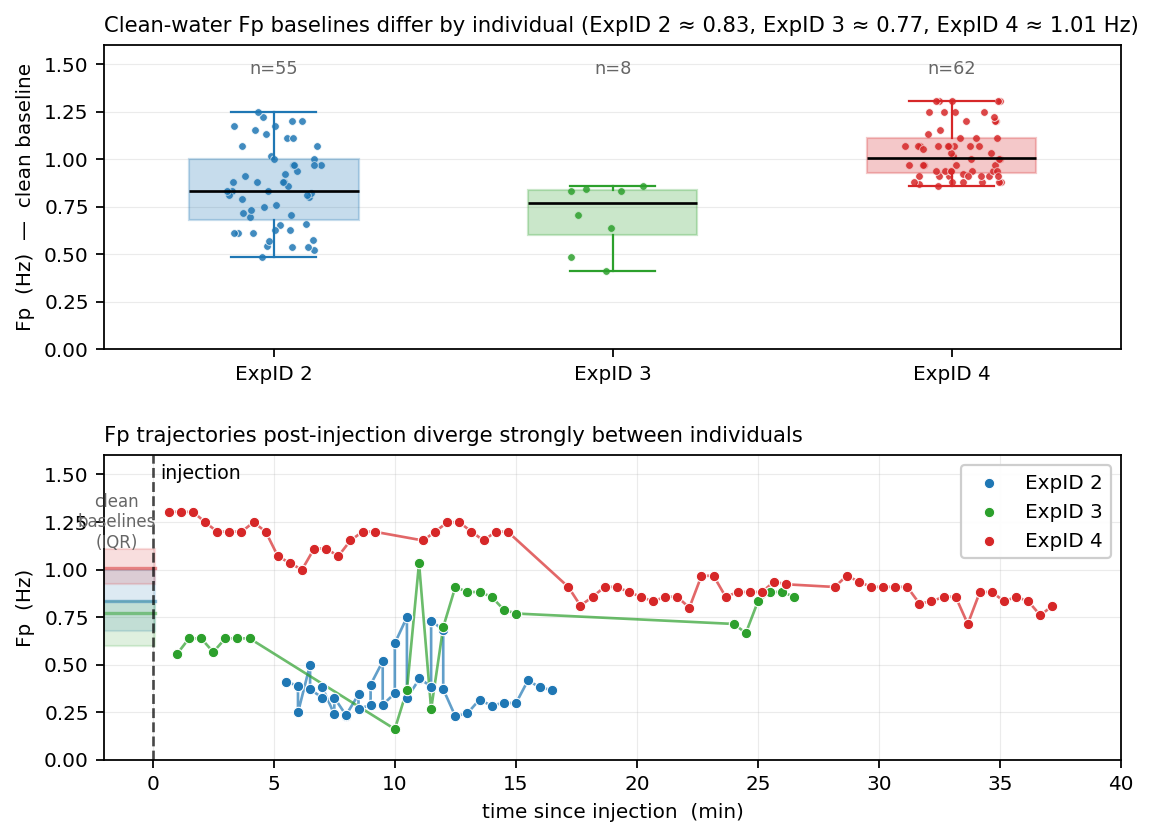 Clean-water Fp baselines differ by individual (ExpID 2 ≈ 0.83, ExpID 3 ≈ 0.77, ExpID 4 ≈ 1.01 Hz)
Fp (Hz) — clean baseline
1.50
1.25
1.00
0.75
0.50
0.25
0.00
n=55
n=8
n=62
ExpID 2
ExpID 3
ExpID 4
Fp trajectories post-injection diverge strongly between individuals
Fp (Hz)
1.50
1.25
1.00
0.75
0.50
0.25
0.00
injection
clean
baselines
(IQR)
ExpID 2
ExpID 3
ExpID 4
0
5
10
15
20
25
30
35
40
time since injection (min)